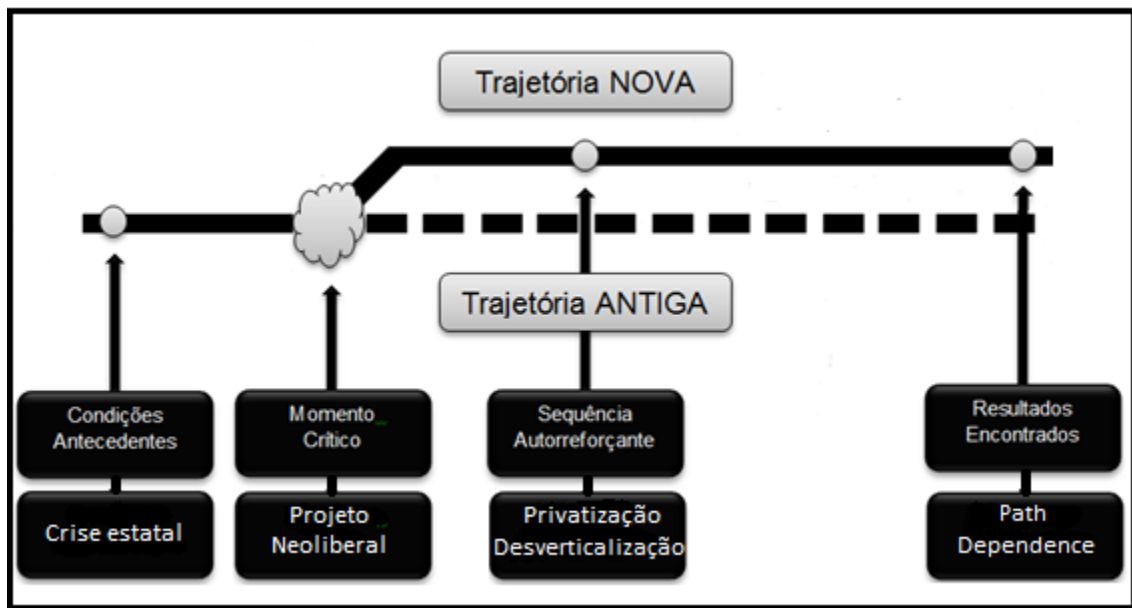 Trajetória NOVA
Trajetória ANTIGA
Condições
Antecedentes
Momento
Crítico
Sequência
Autorreforçante
Resultados
Encontrados
Crise estatal
Projeto
Neoliberal
Privatização
Desverticalização
Path
Dependence